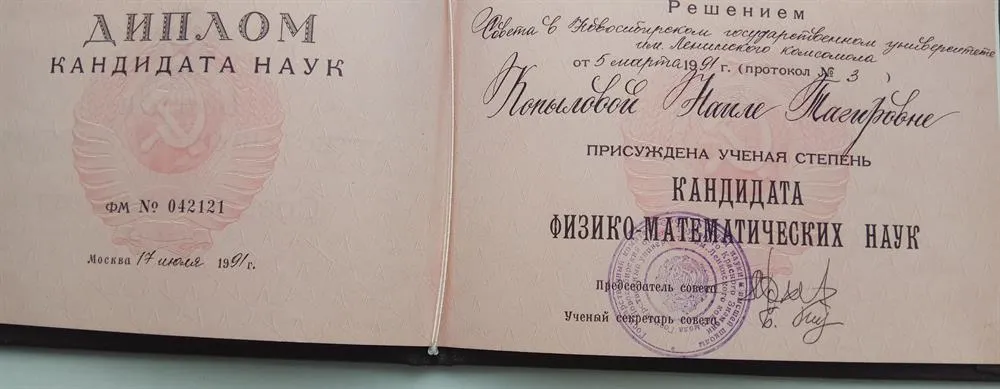 ДИПЛОМ
КАНДИДАТА НАУК
ФМ № 042121
Москва 17 июля 1991 г.
Решением
Совета в Новосибирском государственном университете
им. Ленинского комсомола
от 5 марта 1991 г. (протокол № 3 )
Копыловой Наиле Тагировне
ПРИСУЖДЕНА УЧЕНАЯ СТЕПЕНЬ
КАНДИДАТА
ФИЗИКО-МАТЕМАТИЧЕСКИХ НАУК
Председатель совета
Ученый секретарь совета